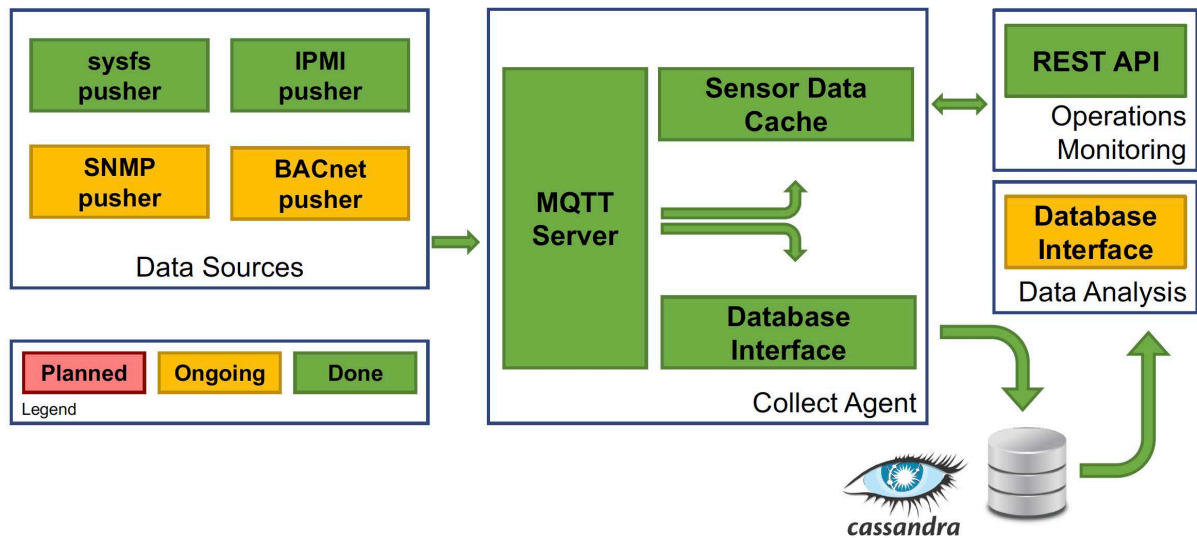 sysfs
pusher
IPMI
pusher
SNMP
pusher
BACnet
pusher
Data Sources
Planned
Ongoing
Done
Legend
MQTT
Server
Sensor Data
Cache
Database
Interface
Collect Agent
REST API
Operations
Monitoring
Database
Interface
Data Analysis
cassandra